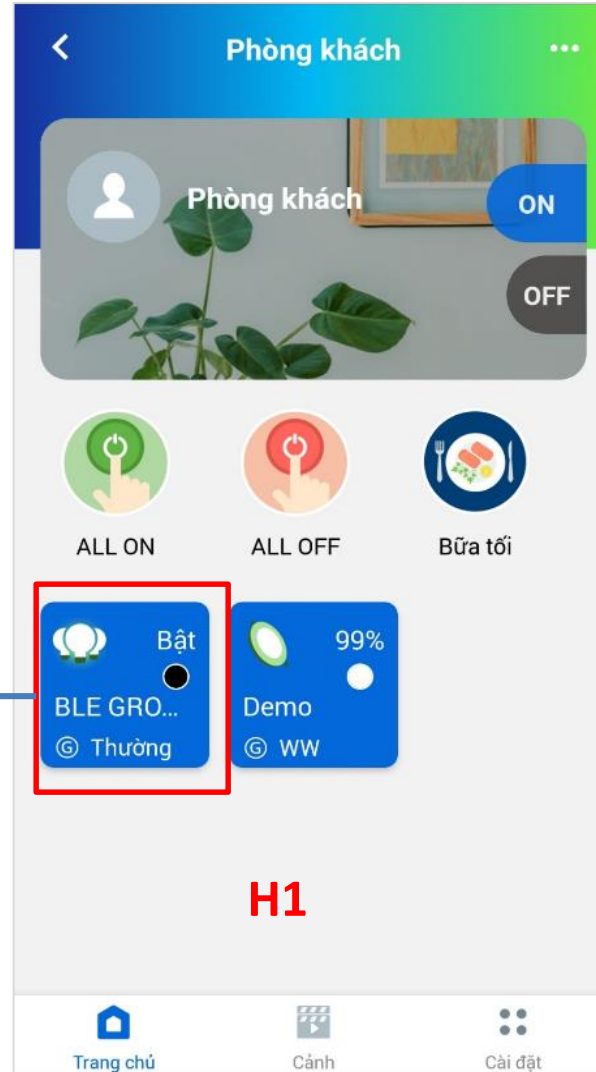 Phòng khách
Phòng khách
ON
OFF
ALL ON
ALL OFF
Bữa tối
Bật
BLE GRO...
G Thường
99%
Demo
G WW
H1
Trang chủ
Cảnh
Cài đặt